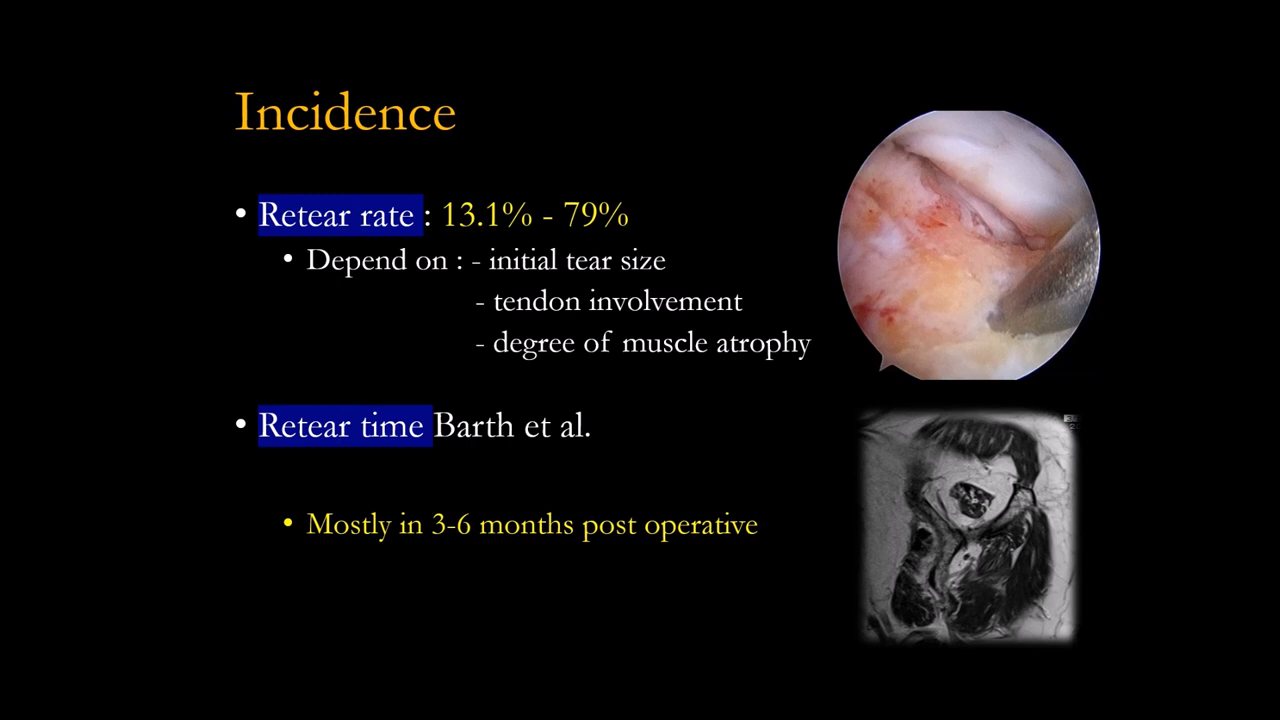 Incidence
• Retear rate : 13.1% - 79%
• Depend on : - initial tear size
- tendon involvement
- degree of muscle atrophy
• Retear time Barth et al.
• Mostly in 3-6 months post operative